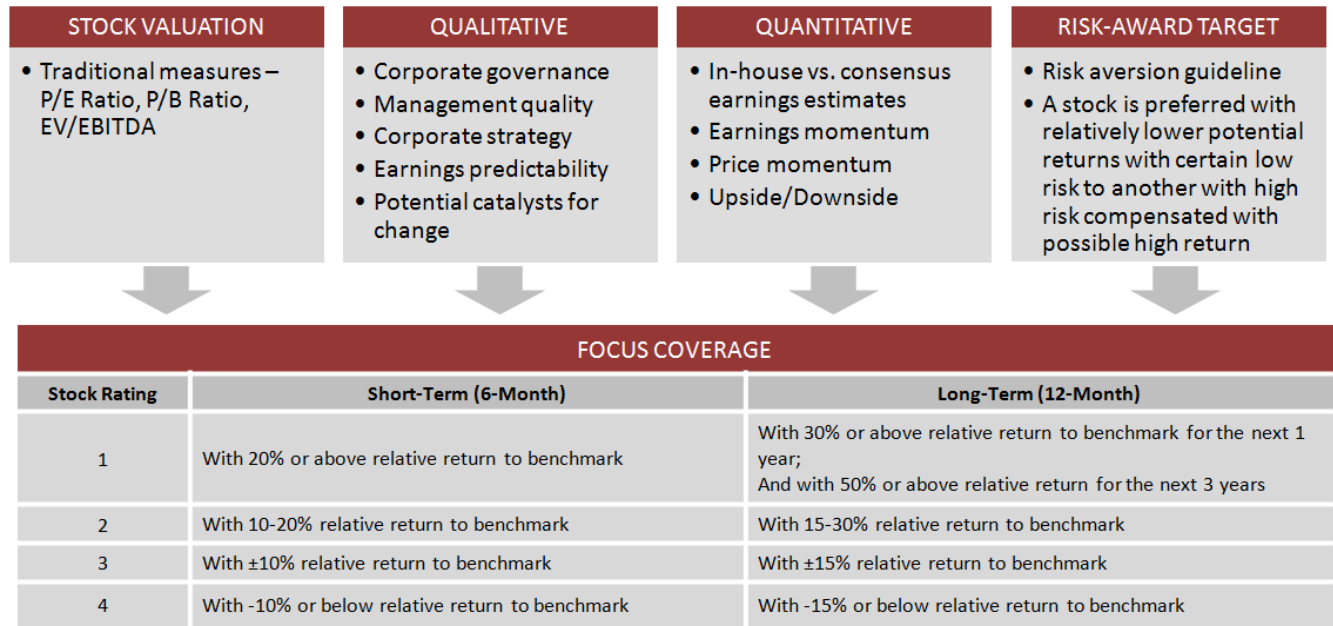 STOCK VALUATION
• Traditional measures –
P/E Ratio, P/B Ratio,
EV/EBITDA
QUALITATIVE
• Corporate governance
• Management quality
• Corporate strategy
• Earnings predictability
• Potential catalysts for
change
QUANTITATIVE
• In-house vs. consensus
earnings estimates
• Earnings momentum
• Price momentum
• Upside/Downside
RISK-AWARD TARGET
• Risk aversion guideline
• A stock is preferred with
relatively lower potential
returns with certain low
risk to another with high
risk compensated with
possible high return
FOCUS COVERAGE
Stock Rating
Short-Term (6-Month)
Long-Term (12-Month)
1
With 20% or above relative return to benchmark
With 30% or above relative return to benchmark for the next 1
year;
And with 50% or above relative return for the next 3 years
2
With 10-20% relative return to benchmark
With 15-30% relative return to benchmark
3
With ±10% relative return to benchmark
With ±15% relative return to benchmark
4
With -10% or below relative return to benchmark
With -15% or below relative return to benchmark